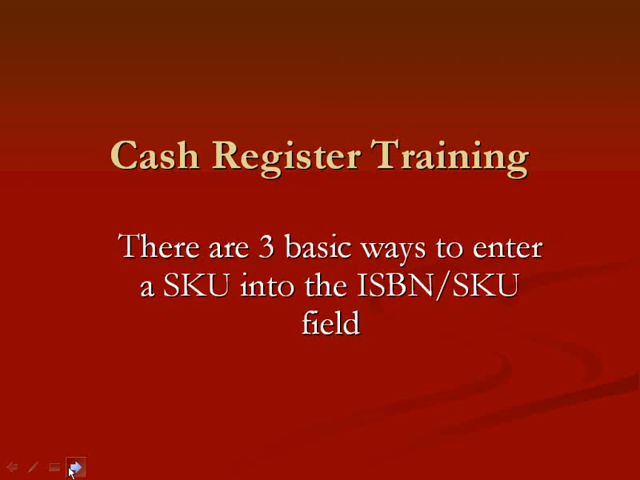 Cash Register Training
There are 3 basic ways to enter
a SKU into the ISBN/SKU
field